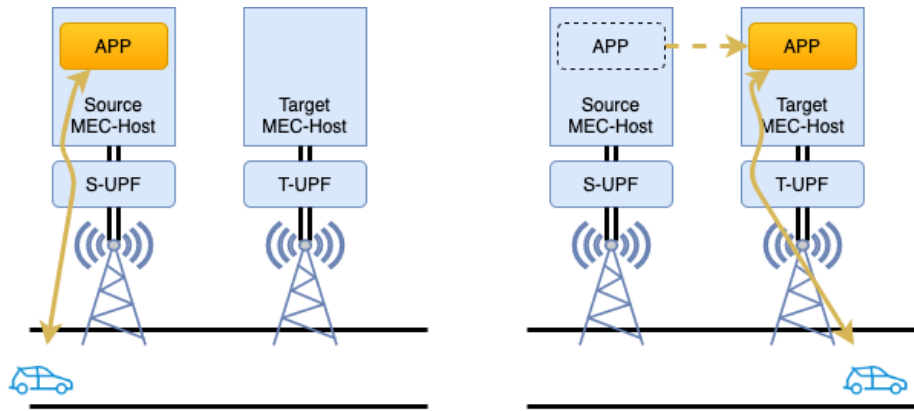 APP
Source
MEC-Host
S-UPF
Target
MEC-Host
T-UPF
APP
Source
MEC-Host
S-UPF
APP
Target
MEC-Host
T-UPF